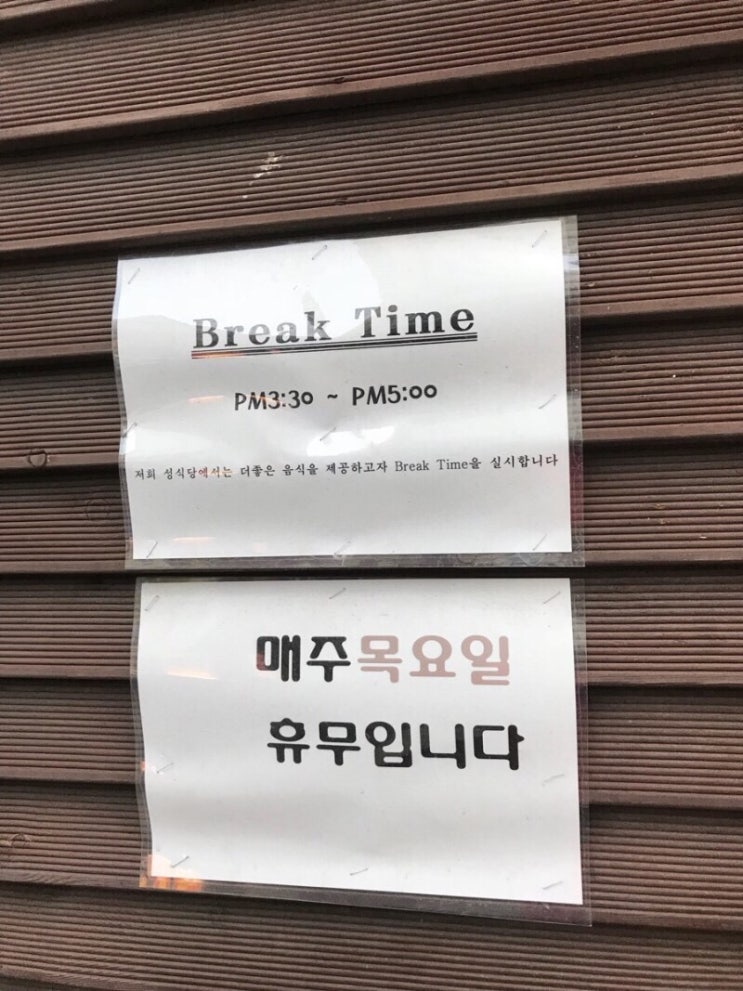 Break Time
PM3:30 ~ PM5:00
저희 성식당에서는 더좋은 음식을 제공하고자 Break Time을 실시합니다
매주목요일
휴무입니다